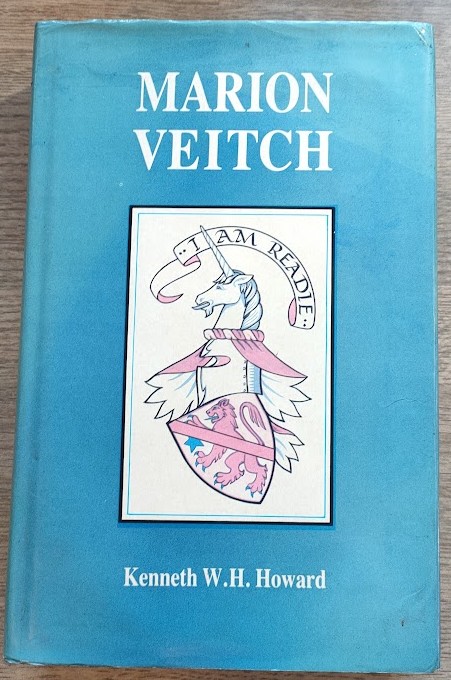 MARION
VEITCH
: I AM READIE :
Kenneth W.H. Howard